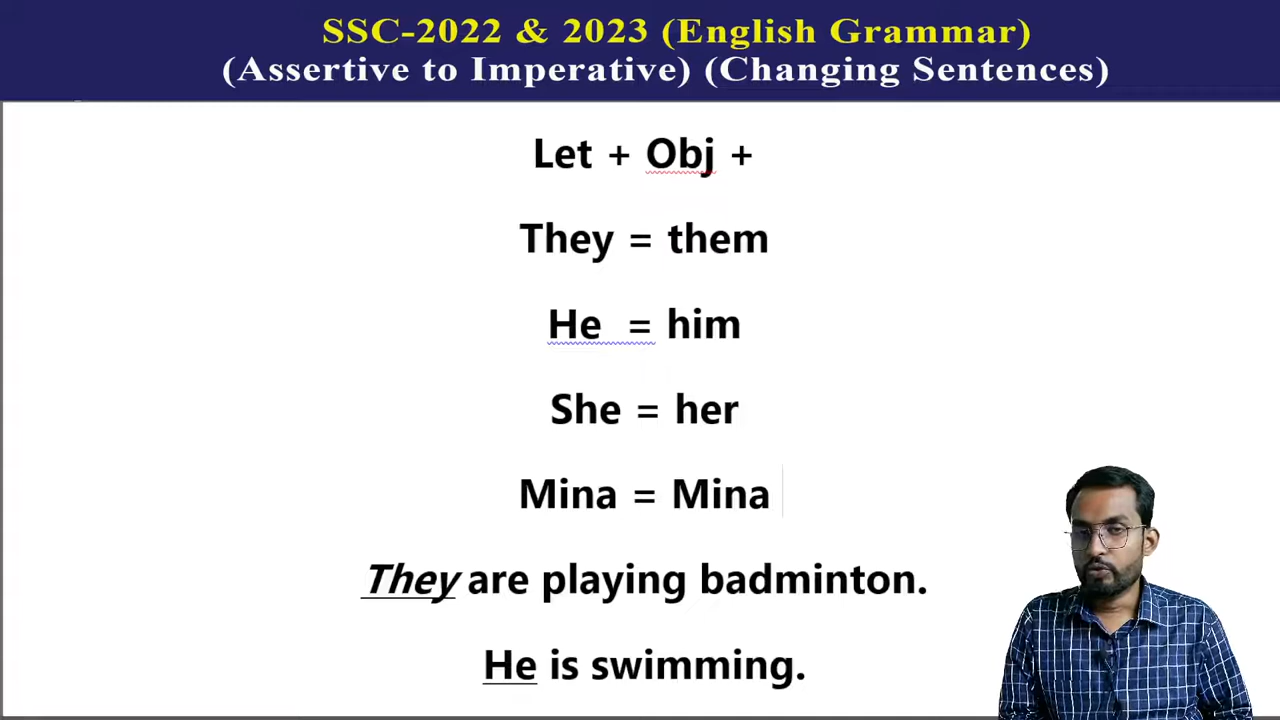 SSC-2022 & 2023 (English Grammar)
(Assertive to Imperative) (Changing Sentences)
Let + Obj +
They = them
He = him
She = her
Mina = Mina
They are playing badminton.
He is swimming.